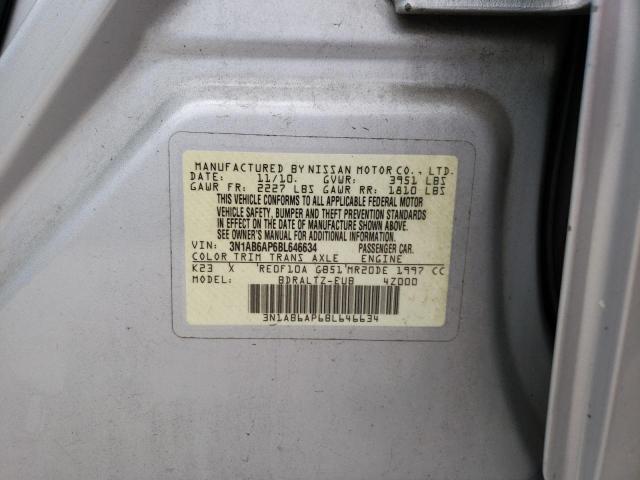 MANUFACTURED BY NISSAN MOTOR CO., LTD.
DATE: 11/10. GVWR: 3951 LBS
GAWR FR: 2227 LBS GAWR RR: 1810 LBS
THIS VEHICLE CONFORMS TO ALL APPLICABLE FEDERAL MOTOR
VEHICLE SAFETY, BUMPER AND THEFT PREVENTION STANDARDS
IN EFFECT ON THE DATE OF MANUFACTURE SHOWN ABOVE.
SEE OWNER'S MANUAL FOR ADDITIONAL INFORMATION.
VIN: 3N1AB6AP6BL646634 PASSENGER CAR.
COLOR TRIM TRANS AXLE ENGINE
K23 X 'RE0F10A GB51'MR20DE 1997 CC
MODEL: BDRALTZ-EUB 4Z000
3N1AB6AP6BL646634